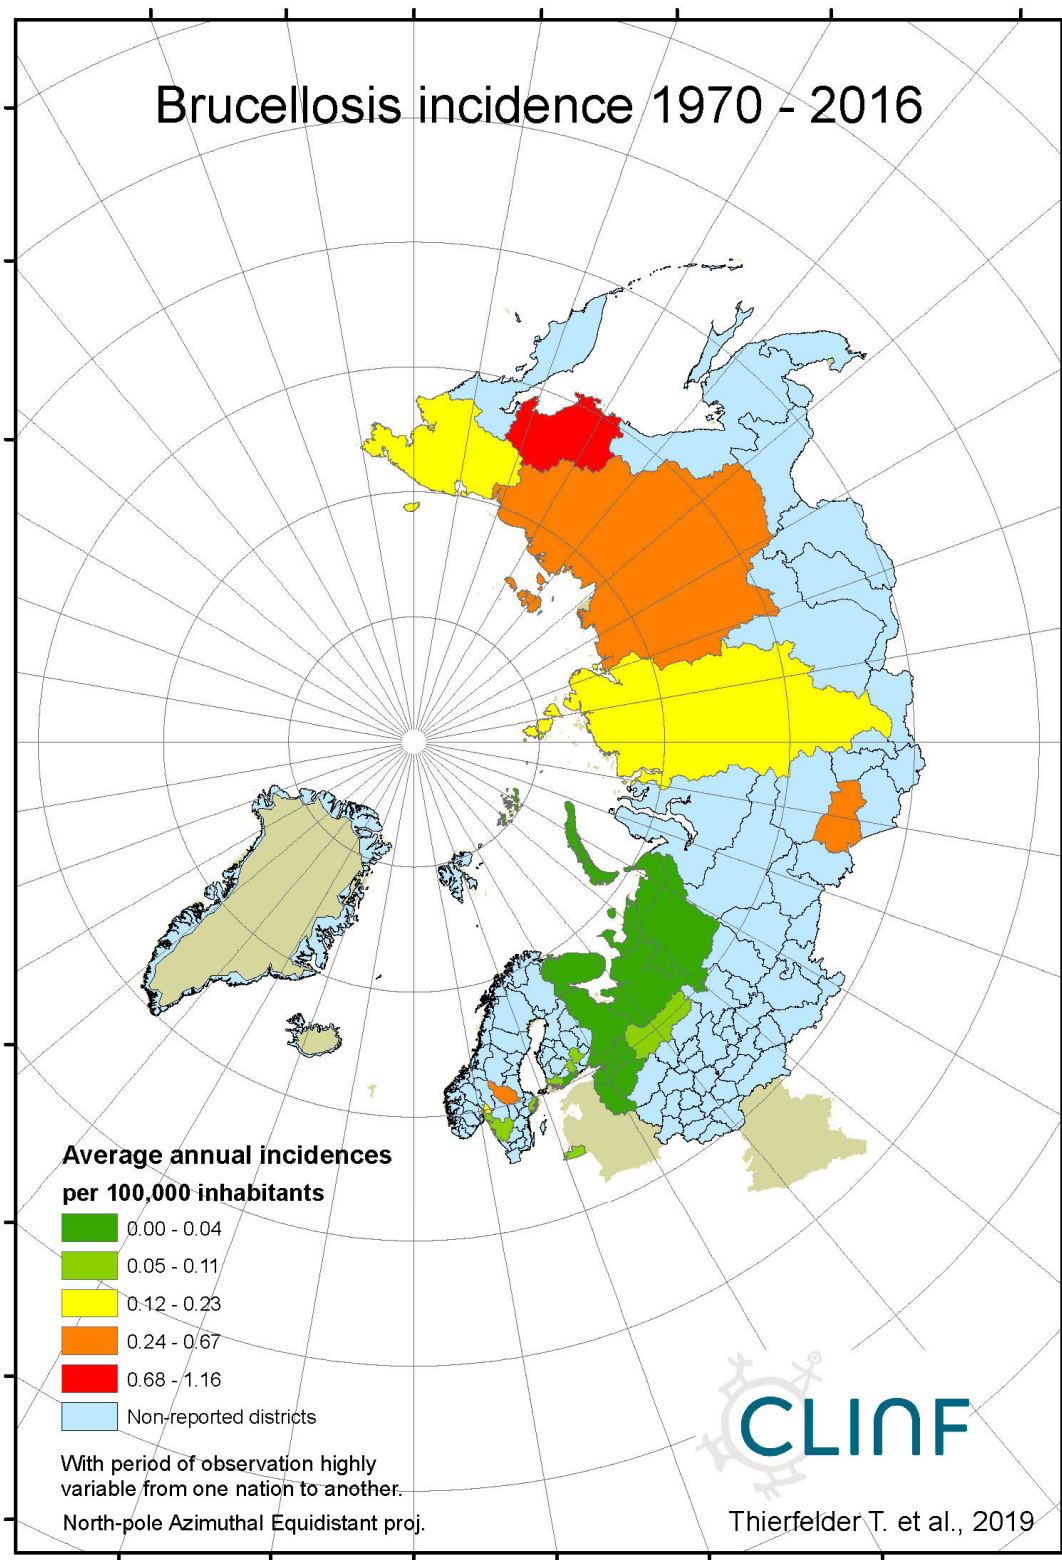 Brucellosis incidence 1970 - 2016
Average annual incidences
per 100,000 inhabitants
0.00 - 0.04
0.05 - 0.11
0.12 - 0.23
0.24 - 0.67
0.68 - 1.16
Non-reported districts
With period of observation highly
variable from one nation to another.
North-pole Azimuthal Equidistant proj.
CLINF
Thierfelder T. et al., 2019